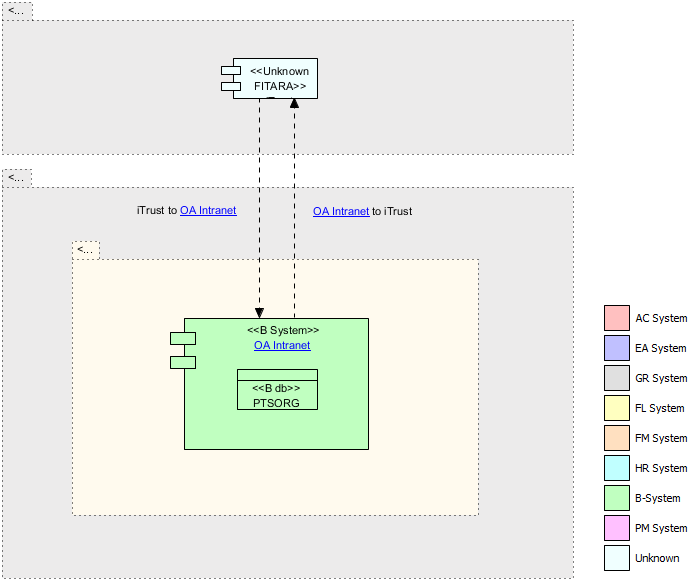 <...
<<Unknown
FITARA>>
<...
iTrust to OA Intranet
OA Intranet to iTrust
<...
<<B System>>
OA Intranet
<<B db>>
PTSORG
AC System
EA System
GR System
FL System
FM System
HR System
B-System
PM System
Unknown